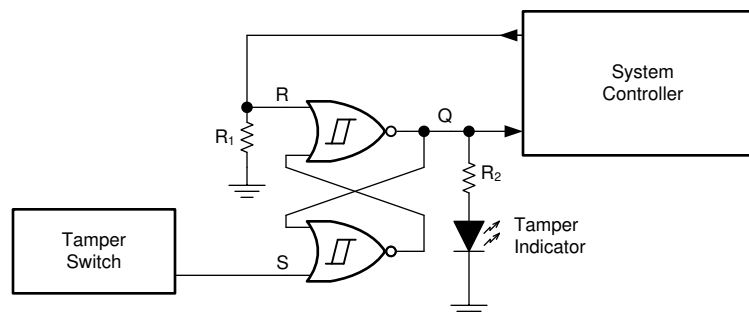 System
Controller
R
Q
R1
R2
Tamper
Switch
Tamper
Indicator
S